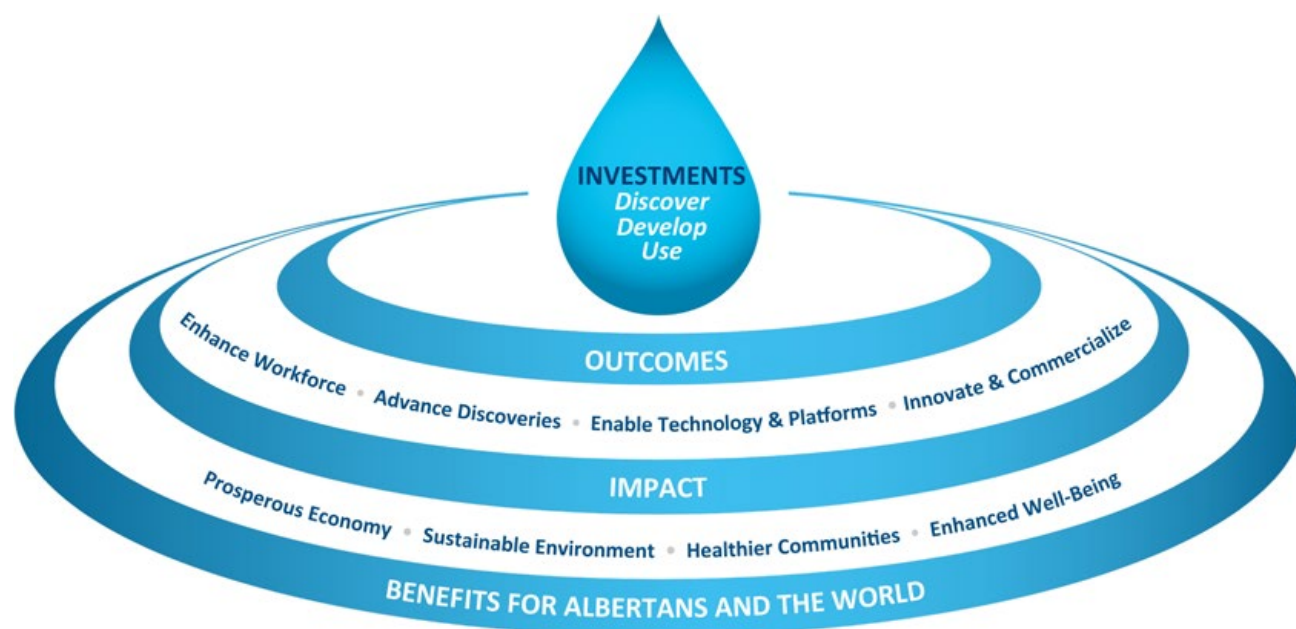 INVESTMENTS
Discover
Develop
Use
OUTCOMES
Enhance Workforce • Advance Discoveries • Enable Technology & Platforms • Innovate & Commercialize
IMPACT
Prosperous Economy • Sustainable Environment • Healthier Communities • Enhanced Well-Being
BENEFITS FOR ALBERTANS AND THE WORLD